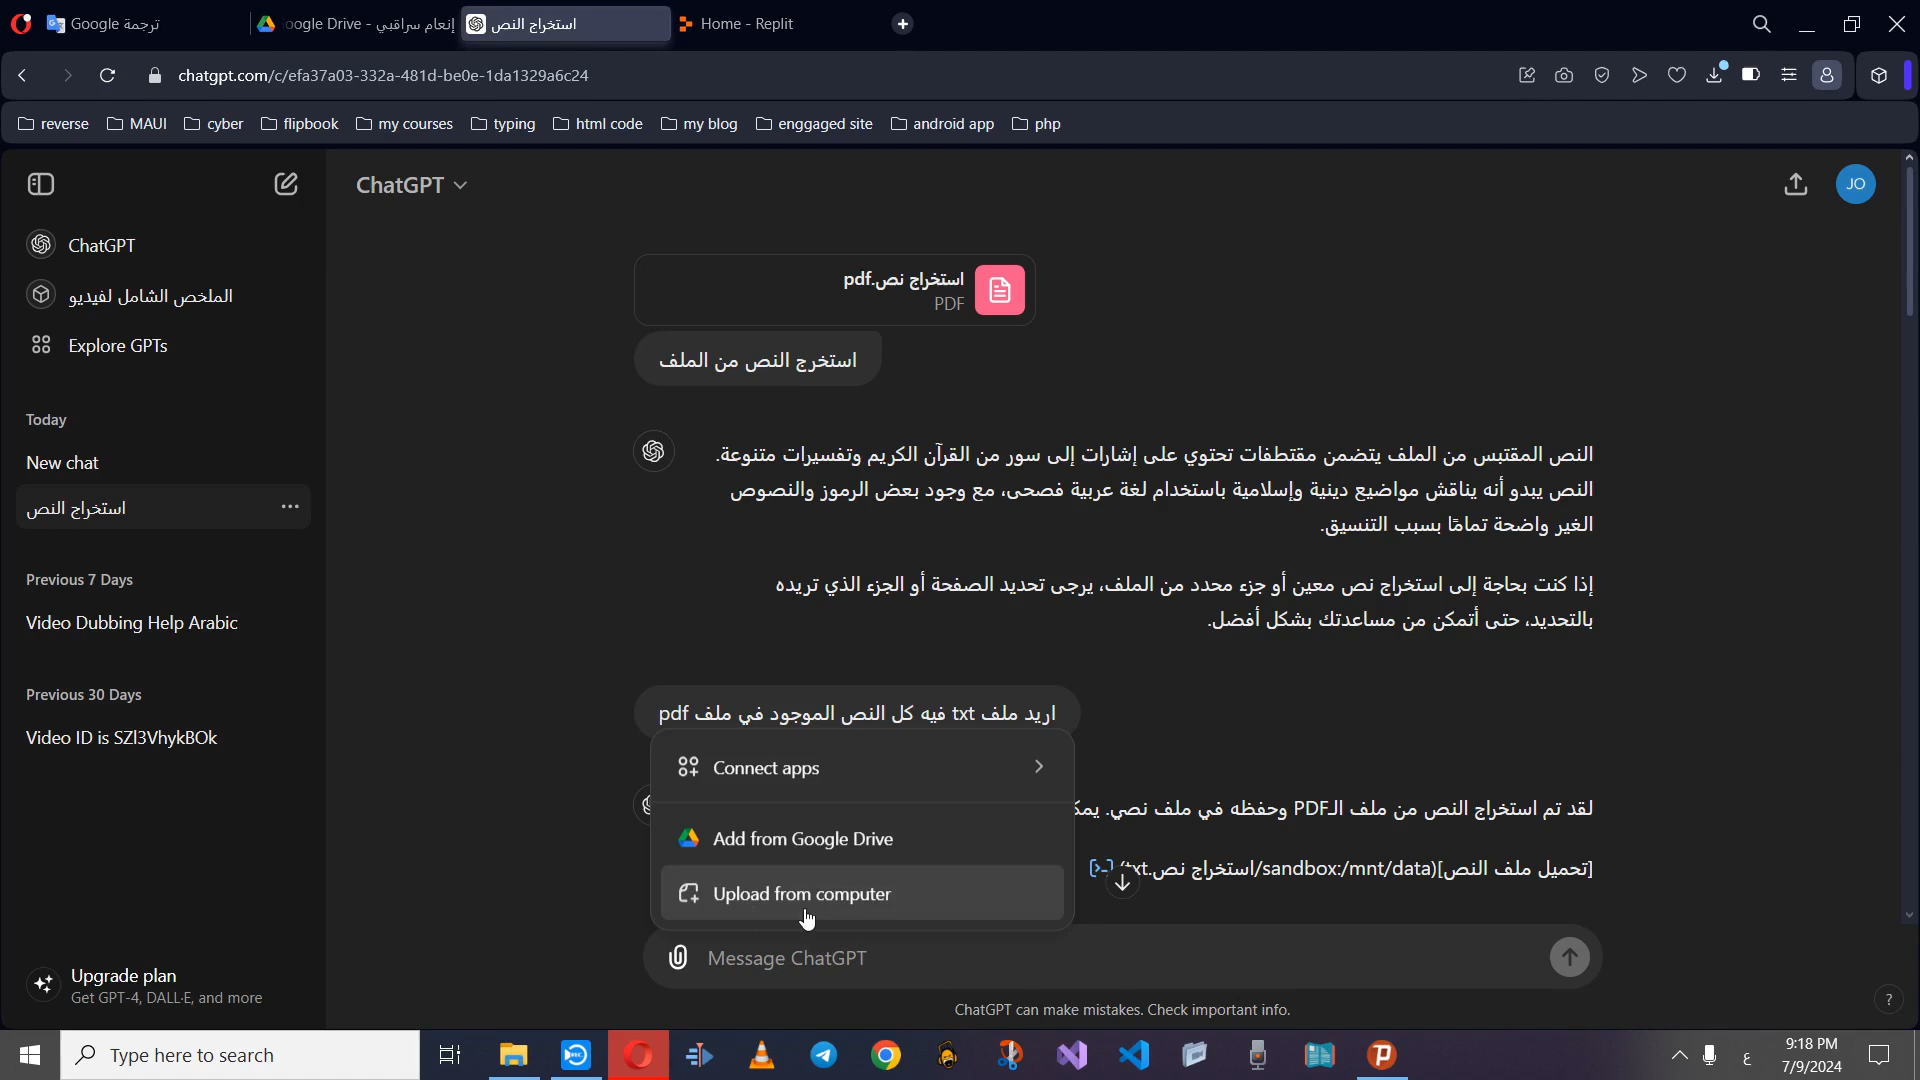 ترجمة Google
إنعام سراقبي - oogle Drive
استخراج النص
Home - Replit
chatgpt.com/c/efa37a03-332a-481d-be0e-1da1329a6c24
reverse
MAUI
cyber
flipbook
my courses
typing
html code
my blog
enggaged site
android app
php
ChatGPT
JO
ChatGPT
الملخص الشامل لفيديو
Explore GPTs
Today
New chat
استخراج النص
Previous 7 Days
Video Dubbing Help Arabic
Previous 30 Days
Video ID is SZl3VhykBOk
Upgrade plan
Get GPT-4, DALL·E, and more
استخراج نص.pdf
PDF
استخرج النص من الملف
النص المقتبس من الملف يتضمن مقتطفات تحتوي على إشارات إلى سور من القرآن الكريم وتفسيرات متنوعة.
النص يبدو أنه يناقش مواضيع دينية وإسلامية باستخدام لغة عربية فصحى، مع وجود بعض الرموز والنصوص
الغير واضحة تمامًا بسبب التنسيق.
إذا كنت بحاجة إلى استخراج نص معين أو جزء محدد من الملف، يرجى تحديد الصفحة أو الجزء الذي تريده
بالتحديد، حتى أتمكن من مساعدتك بشكل أفضل.
اريد ملف txt فيه كل النص الموجود في ملف pdf
Connect apps
لقد تم استخراج النص من ملف الـPDF وحفظه في ملف نصي.
Add from Google Drive
[تحميل ملف النص](sandbox:/mnt/data/استخراج نص.txt)
Upload from computer
Message ChatGPT
ChatGPT can make mistakes. Check important info.
?
Type here to search
ع
9:18 PM
7/9/2024